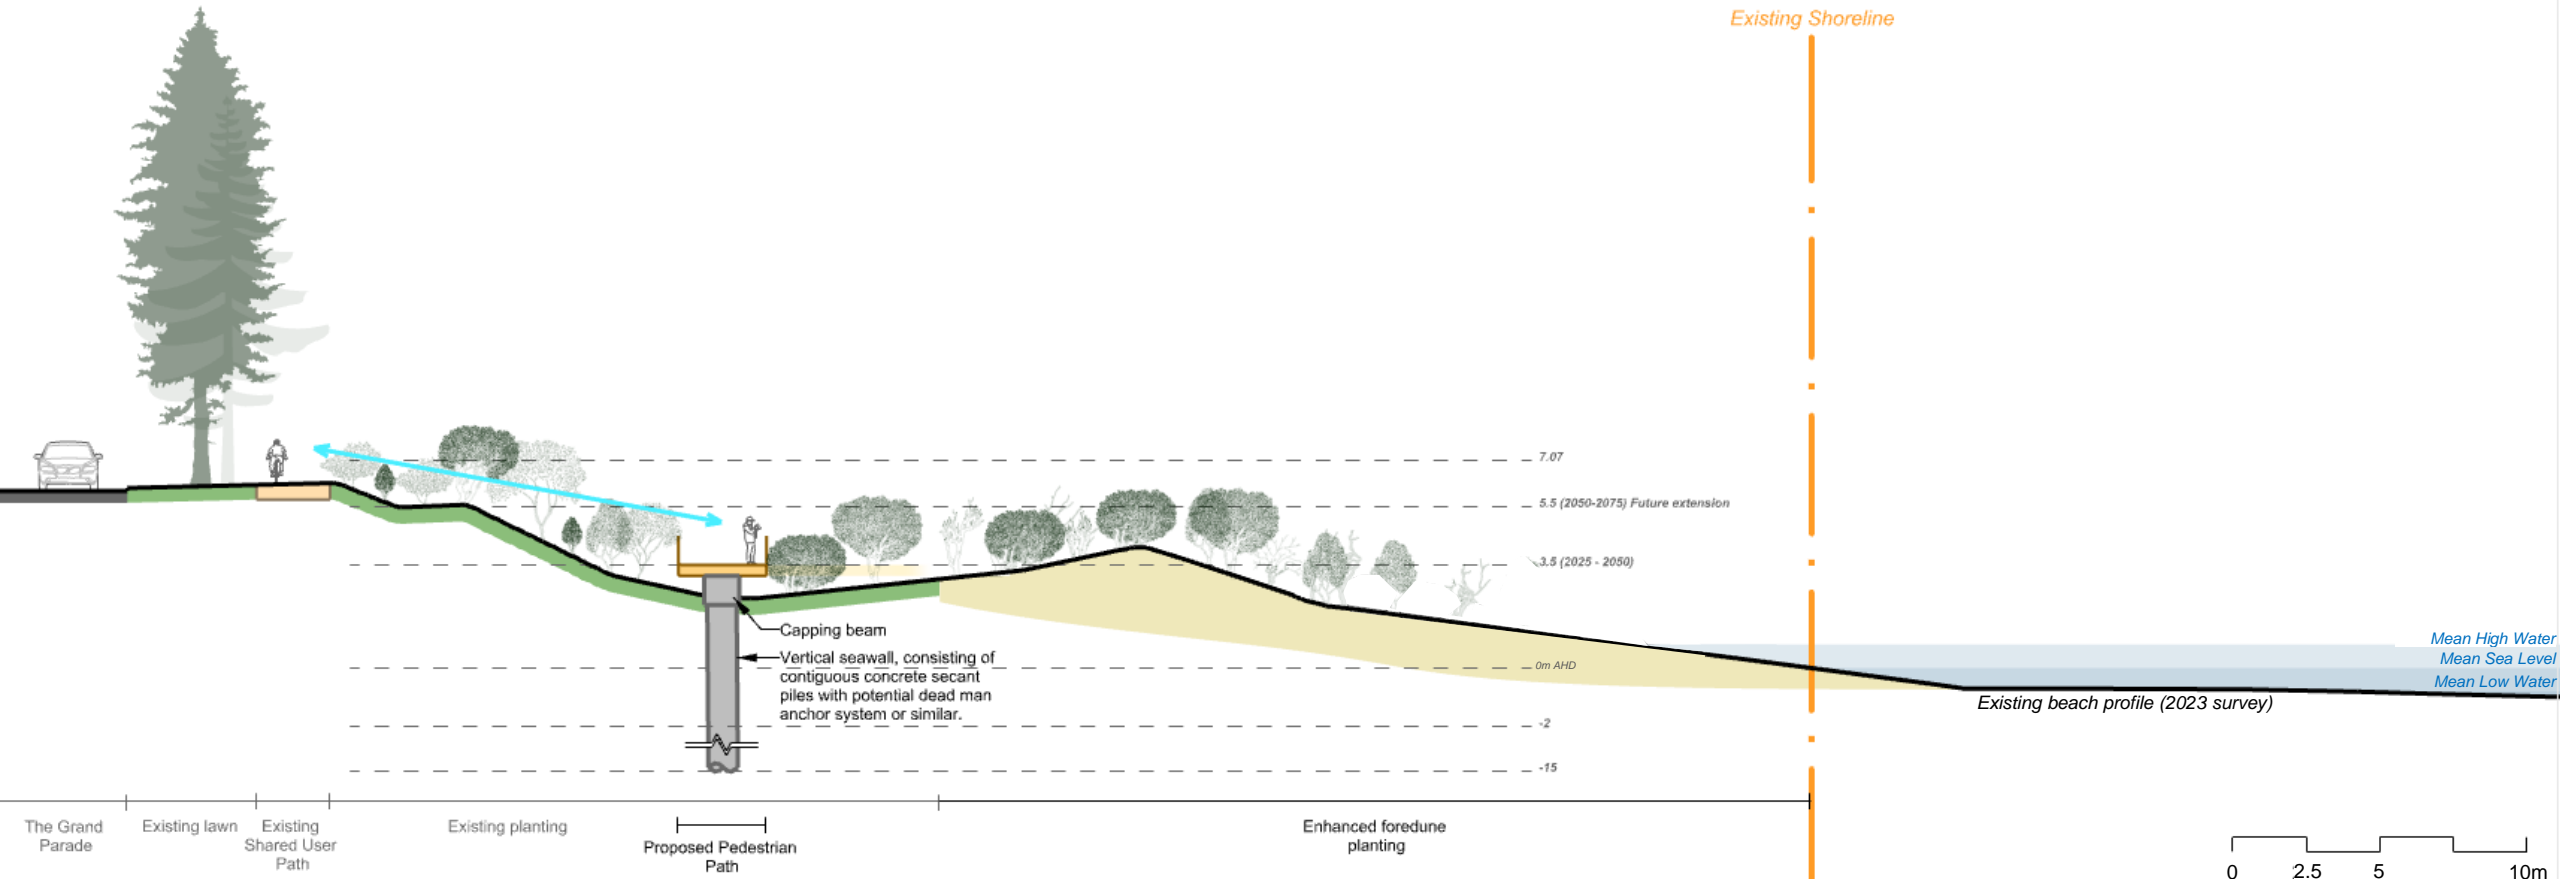 Existing Shoreline
7.07
5.5 (2050-2075) Future extension
3.5 (2025 - 2050)
Capping beam
Vertical seawall, consisting of
contiguous concrete secant
piles with potential dead man
anchor system or similar.
0m AHD
-2
-15
Mean High Water
Mean Sea Level
Mean Low Water
Existing beach profile (2023 survey)
The Grand
Parade
Existing lawn
Existing
Shared User
Path
Existing planting
Proposed Pedestrian
Path
Enhanced foredune
planting
0
2.5
5
10m